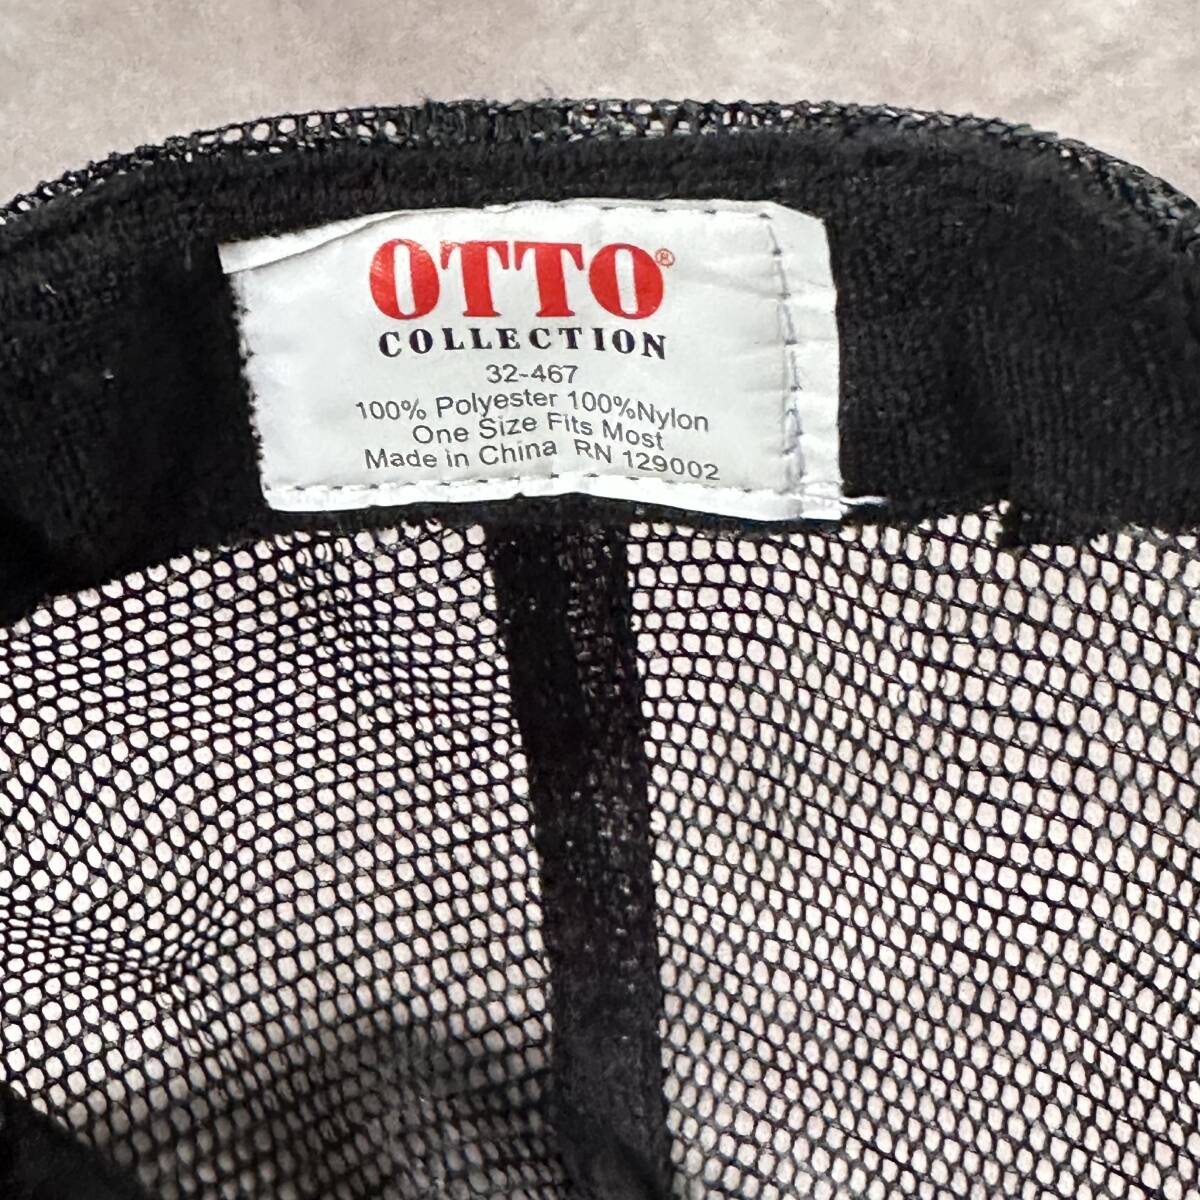 OTTO®
COLLECTION
32-467
100% Polyester 100%Nylon
One Size Fits Most
Made in China RN 129002